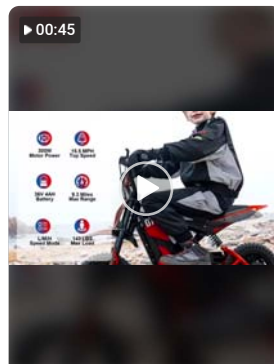 00:45
300W
Motor Power
15.5 MPH
Top Speed
36V 4AH
Battery
9.3 Miles
Max Range
L/M/H
Speed Mode
140 LBS
Max Load